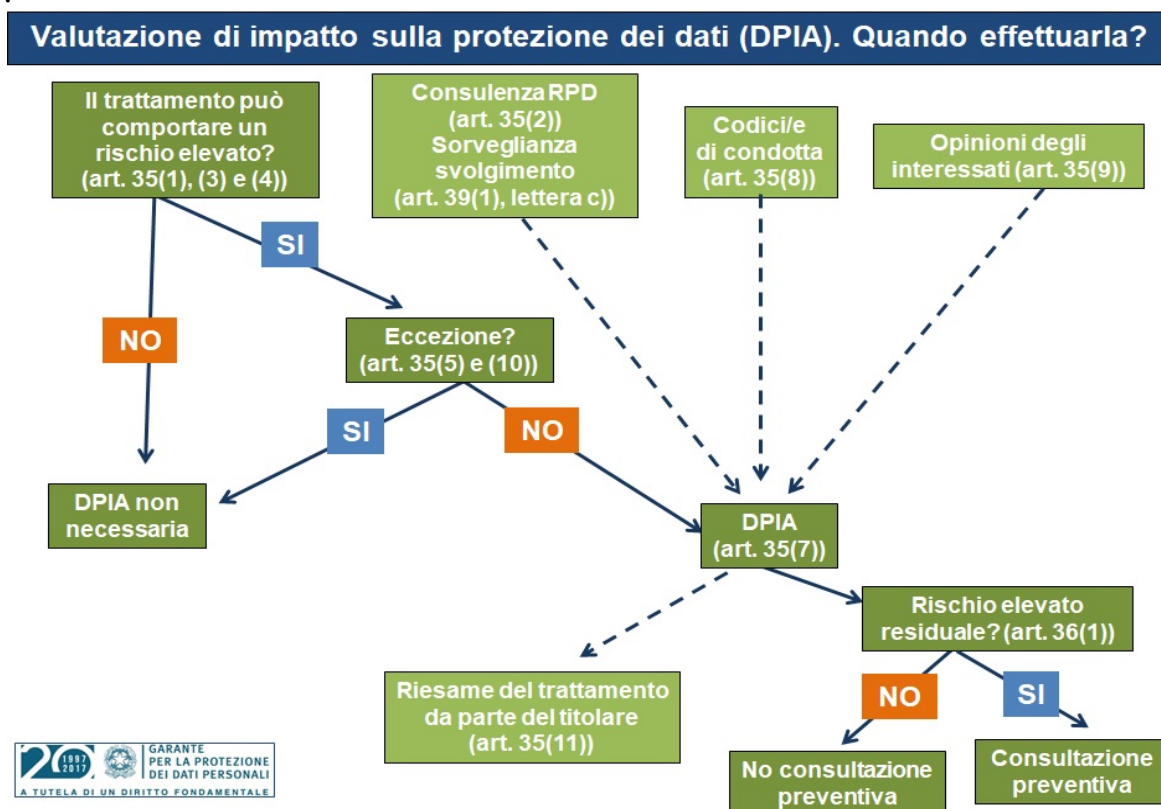 Valutazione di impatto sulla protezione dei dati (DPIA). Quando effettuarla?
Il trattamento può
comportare un
rischio elevato?
(art. 35(1), (3) e (4))
Consulenza RPD
(art. 35(2))
Sorveglianza
svolgimento
(art. 39(1), lettera c))
Codici/e
di condotta
(art. 35(8))
Opinioni degli
interessati (art. 35(9))
SI
NO
Eccezione?
(art. 35(5) e (10))
SI
NO
DPIA non
necessaria
DPIA
(art. 35(7))
Rischio elevato
residuale? (art. 36(1))
Riesame del trattamento
da parte del titolare
(art. 35(11))
NO
SI
No consultazione
preventiva
Consultazione
preventiva
20 1997
2017
GARANTE
PER LA PROTEZIONE
DEI DATI PERSONALI
A TUTELA DI UN DIRITTO FONDAMENTALE